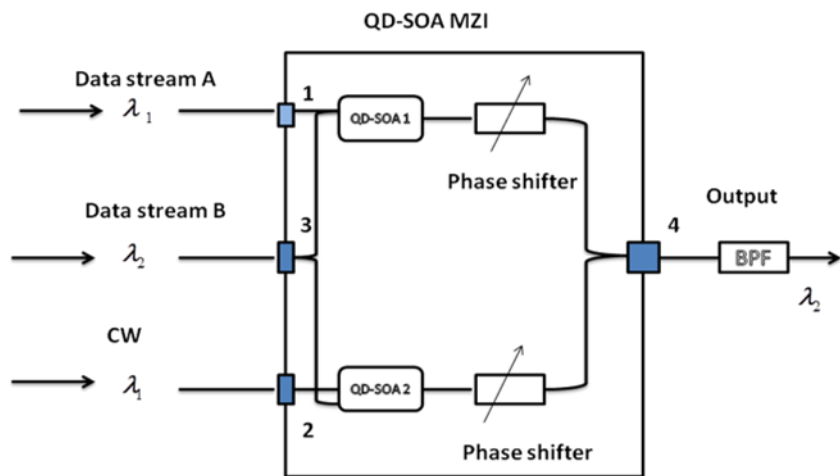 QD-SOA MZI
Data stream A
λ1
1
QD-SOA 1
Phase shifter
Data stream B
λ2
3
Output
4
BPF
λ2
CW
λ1
2
QD-SOA 2
Phase shifter